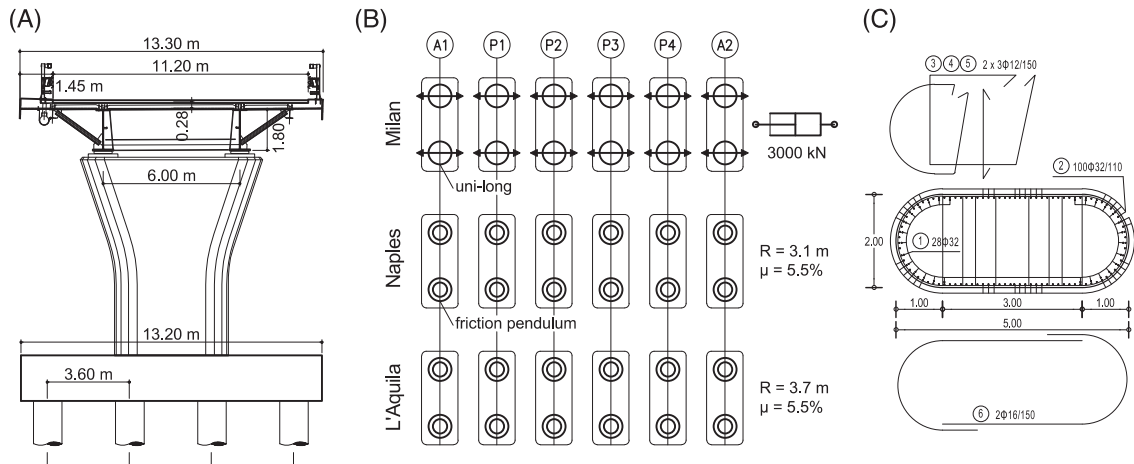 (A)
13.30 m
11.20 m
1.45 m
0.28
1.80
6.00 m
13.20 m
3.60 m
(B)
A1 P1 P2 P3 P4 A2
Milan
3000 kN
uni-long
Naples
R = 3.1 m
μ = 5.5%
friction pendulum
L'Aquila
R = 3.7 m
μ = 5.5%
(C)
3 4 5 2 x 3Φ12/150
2 100Φ32/110
2.00
1 28Φ32
1.00 3.00 1.00
5.00
6 2Φ16/150